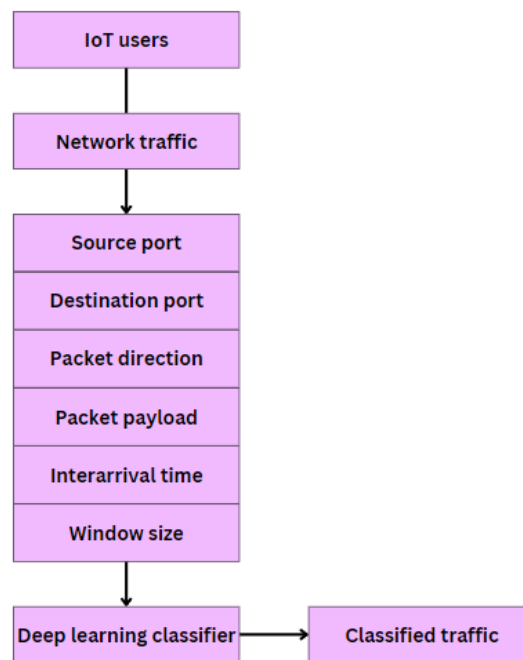 IoT users
Network traffic
Source port
Destination port
Packet direction
Packet payload
Interarrival time
Window size
Deep learning classifier
Classified traffic